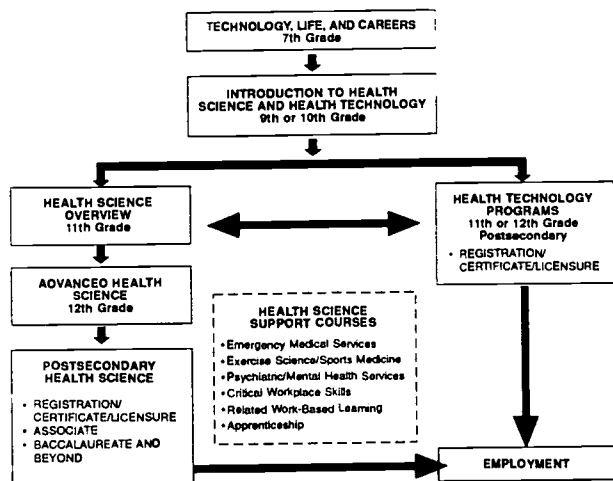 TECHNOLOGY, LIFE, AND CAREERS
7th Grade
INTRODUCTION TO HEALTH
SCIENCE AND HEALTH TECHNOLOGY
9th or 10th Grade
HEALTH SCIENCE
OVERVIEW
11th Grade
HEALTH TECHNOLOGY
PROGRAMS
11th or 12th Grade
Postsecondary
• REGISTRATION/
CERTIFICATE/LICENSURE
ADVANCED HEALTH
SCIENCE
12th Grade
HEALTH SCIENCE
SUPPORT COURSES
• Emergency Medical Services
• Exercise Science/Sports Medicine
• Psychiatric/Mental Health Services
• Critical Workplace Skills
• Related Work-Based Learning
• Apprenticeship
POSTSECONDARY
HEALTH SCIENCE
• REGISTRATION/
CERTIFICATE/LICENSURE
• ASSOCIATE
• BACCALAUREATE AND
BEYOND
EMPLOYMENT